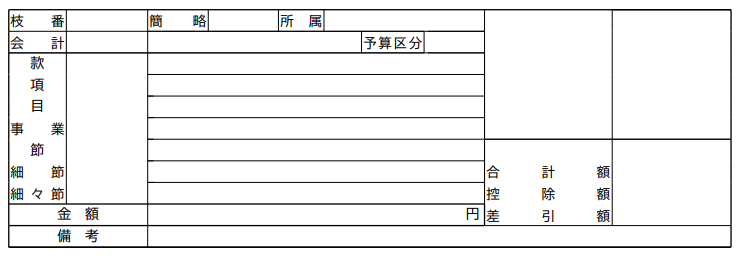 枝番 簡略 所属
会計 予算区分
款
項
目
事業
節
細節 合計額
細々節 控除額
金額 円 差引額
備考